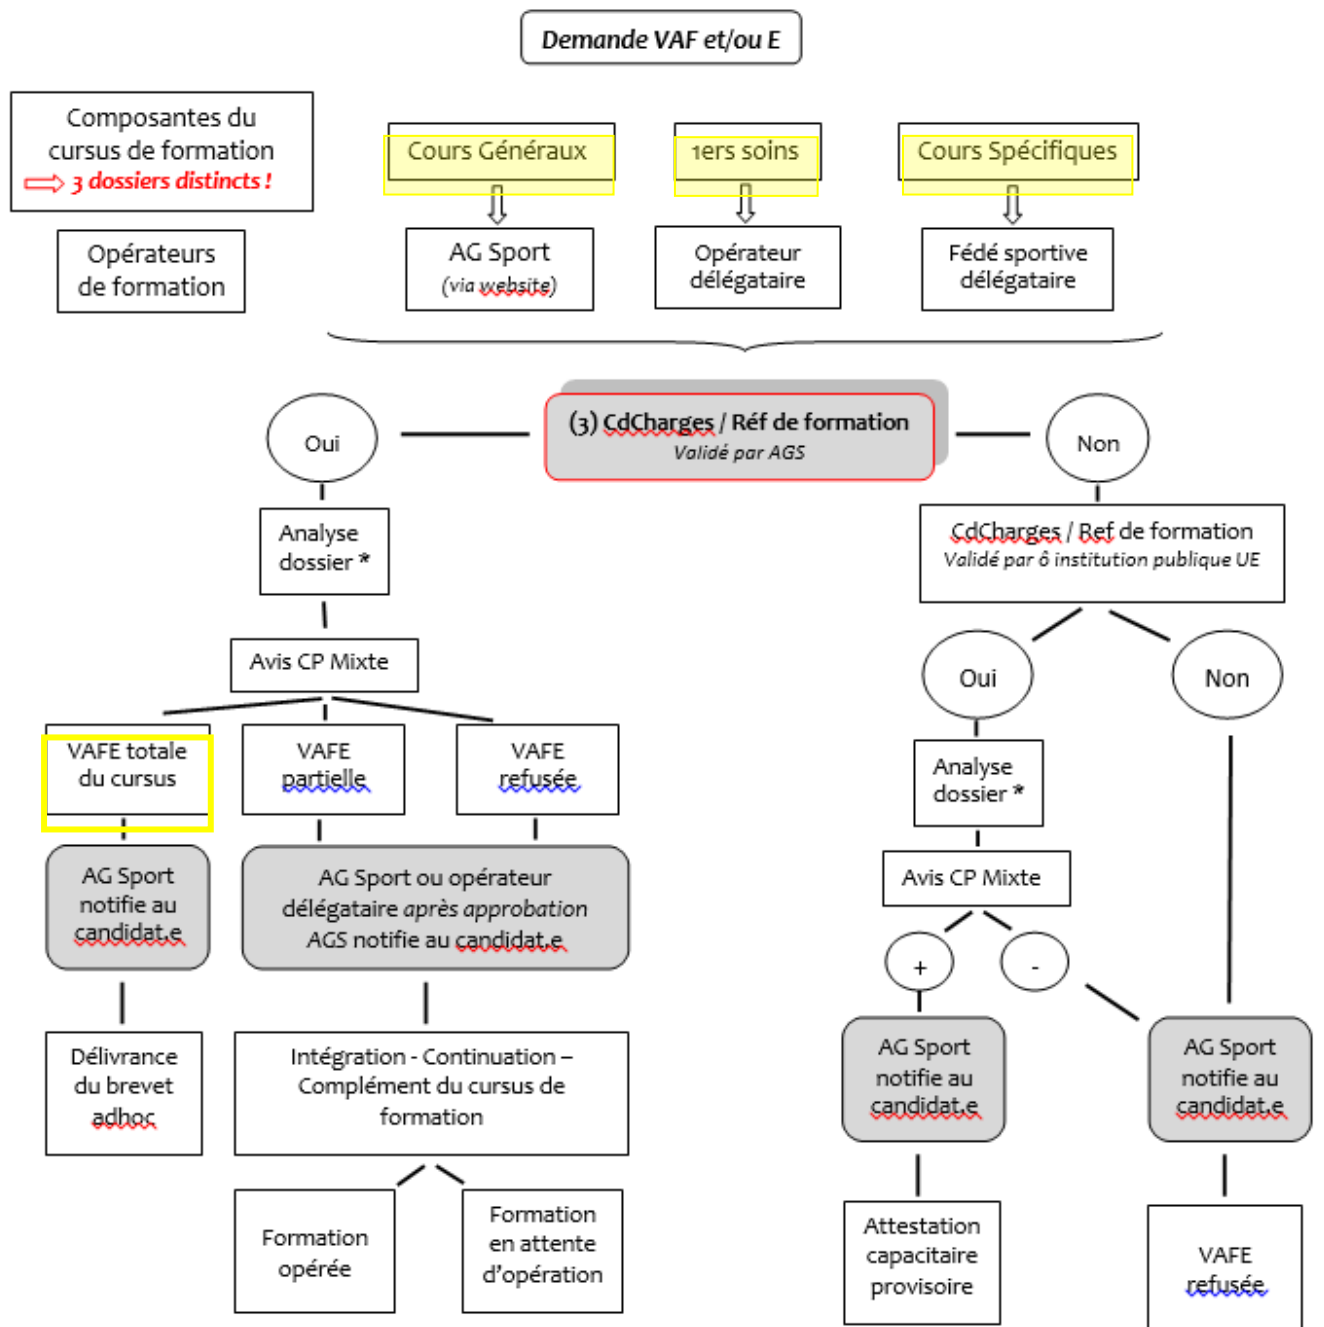 Demande VAF et/ou E
Composantes du
cursus de formation
3 dossiers distincts !
Cours Généraux
1ers soins
Cours Spécifiques
Opérateurs
de formation
AG Sport
(via website)
Opérateur
délégataire
Fédé sportive
délégataire
Oui
(3) CdCharges / Réf de formation
Validé par AGS
Non
Analyse
dossier *
CdCharges / Ref de formation
Validé par ô institution publique UE
Avis CP Mixte
Oui
Non
VAFE totale
du cursus
VAFE
partielle
VAFE
refusée
Analyse
dossier *
Avis CP Mixte
AG Sport
notifie au
candidat.e
AG Sport ou opérateur
délégataire après approbation
AGS notifie au candidat.e
+
-
Délivrance
du brevet
adhoc
Intégration - Continuation –
Complément du cursus de
formation
AG Sport
notifie au
candidat.e
AG Sport
notifie au
candidat.e
Formation
opérée
Formation
en attente
d'opération
Attestation
capacitaire
provisoire
VAFE
refusée